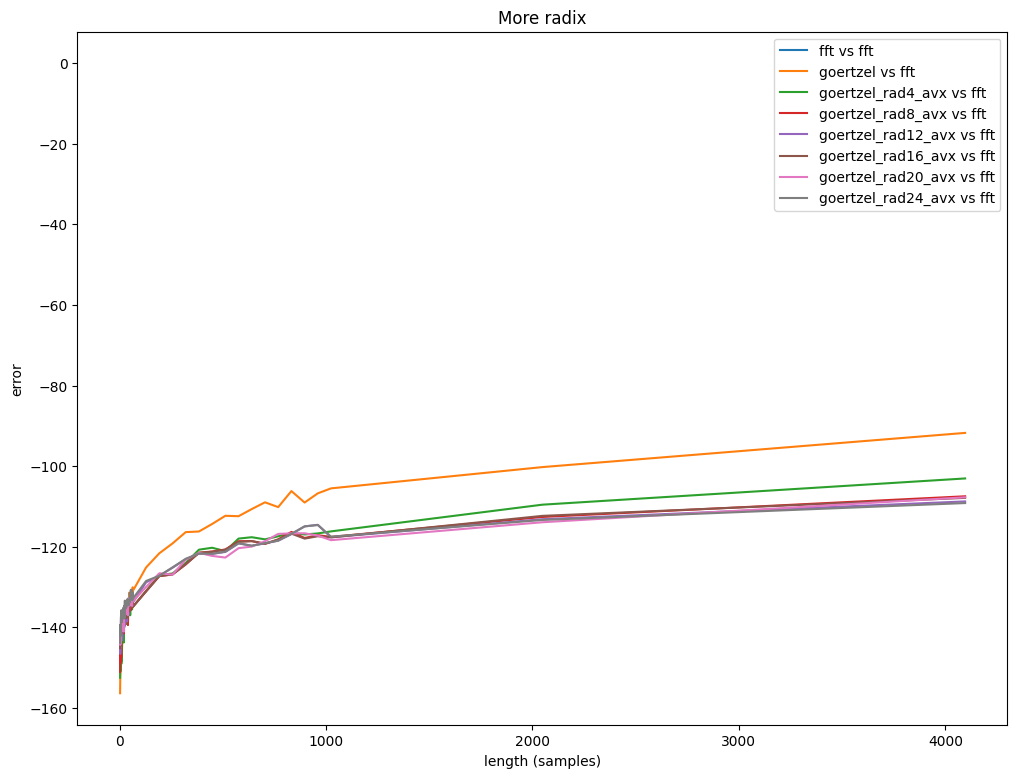 More radix
fft vs fft
goertzel vs fft
goertzel_rad4_avx vs fft
goertzel_rad8_avx vs fft
goertzel_rad12_avx vs fft
goertzel_rad16_avx vs fft
goertzel_rad20_avx vs fft
goertzel_rad24_avx vs fft
error
0
−20
−40
−60
−80
−100
−120
−140
−160
0
1000
2000
3000
4000
length (samples)